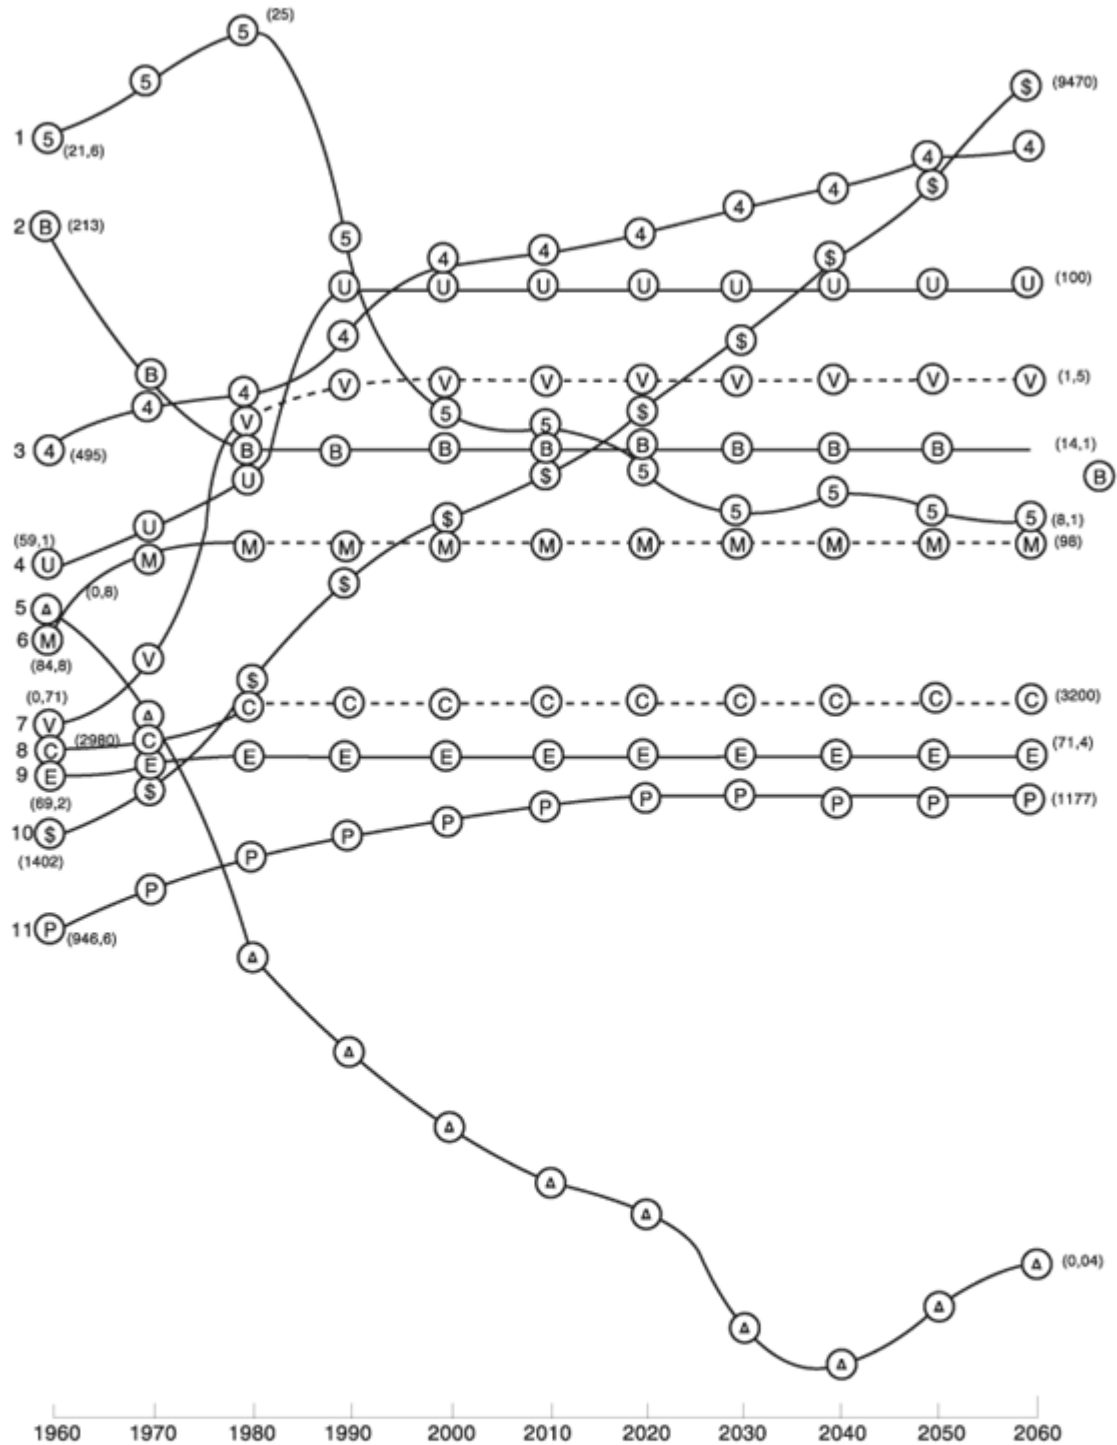 5 (25)
5
$ (9470)
1 5 (21,6)
4 4
4 4 $
2 B (213) 5 4 4 4
$
U U U U U U U U (100)
4 $
B V V V V V V V V (1,5)
4 4
V 5 5 $
3 4 (495) B B B B B B B B (14,1)
U $ 5 B
5 5 5 5 (8,1)
U $
(59,1)
4 U M M M M M M M M M M (98)
(0,8) $
5 Δ
6 M
(84,8) V $
(0,71) C C C C C C C C C (3200)
7 V Δ
8 C (2980) C
9 E E E E E E E E E E E (71,4)
(69,2) $ P P P P P (1177)
10 $ P P P
(1402) P
P
11 P (946,6)
Δ
Δ
Δ
Δ
Δ
Δ (0,04)
Δ
Δ
Δ
1960 1970 1980 1990 2000 2010 2020 2030 2040 2050 2060
B